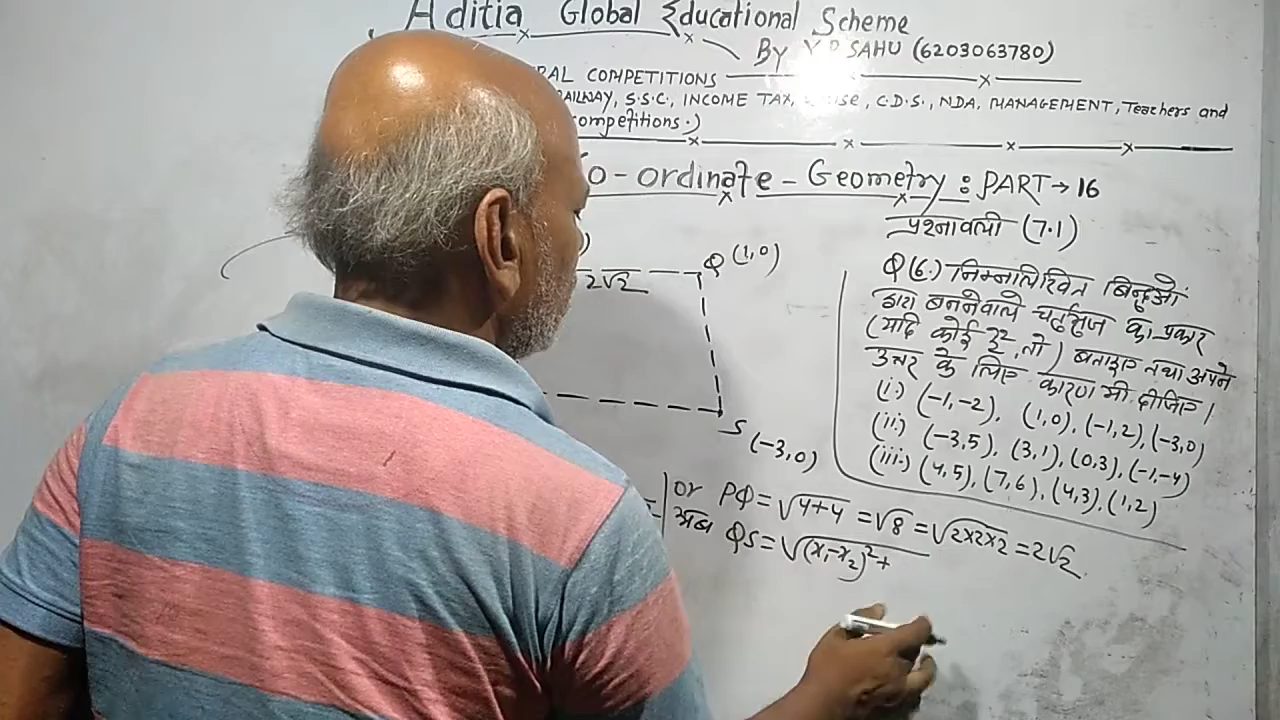 Aditia Global Educational Scheme
By V P SAHU (6203063780)
RAL COMPETITIONS
RAILWAY, S.S.C., INCOME TAX, C.D.S., NDA, MANAGEMENT, Teachers and
competitions.)
Co-ordinate-Geometry: PART→16
प्रश्नावली (7.1)
Q(6.) निम्नलिखित बिन्दुओं
द्वारा बननेवाले चर्तुभुज का प्रकार
(यदि कोई है, तो) बताइए तथा अपने
उत्तर के लिए कारण भी दीजिए।
(i.) (-1,-2), (1,0), (-1,2), (-3,0)
(ii.) (-3,5), (3,1), (0,3), (-1,-4)
(iii.) (4,5), (7,6), (4,3), (1,2)
Q (1,0)
2√2
S (-3,0)
or PQ = √4+4 = √8 = √2×2×2 = 2√2
अब QS = √(x₁-x₂)²+